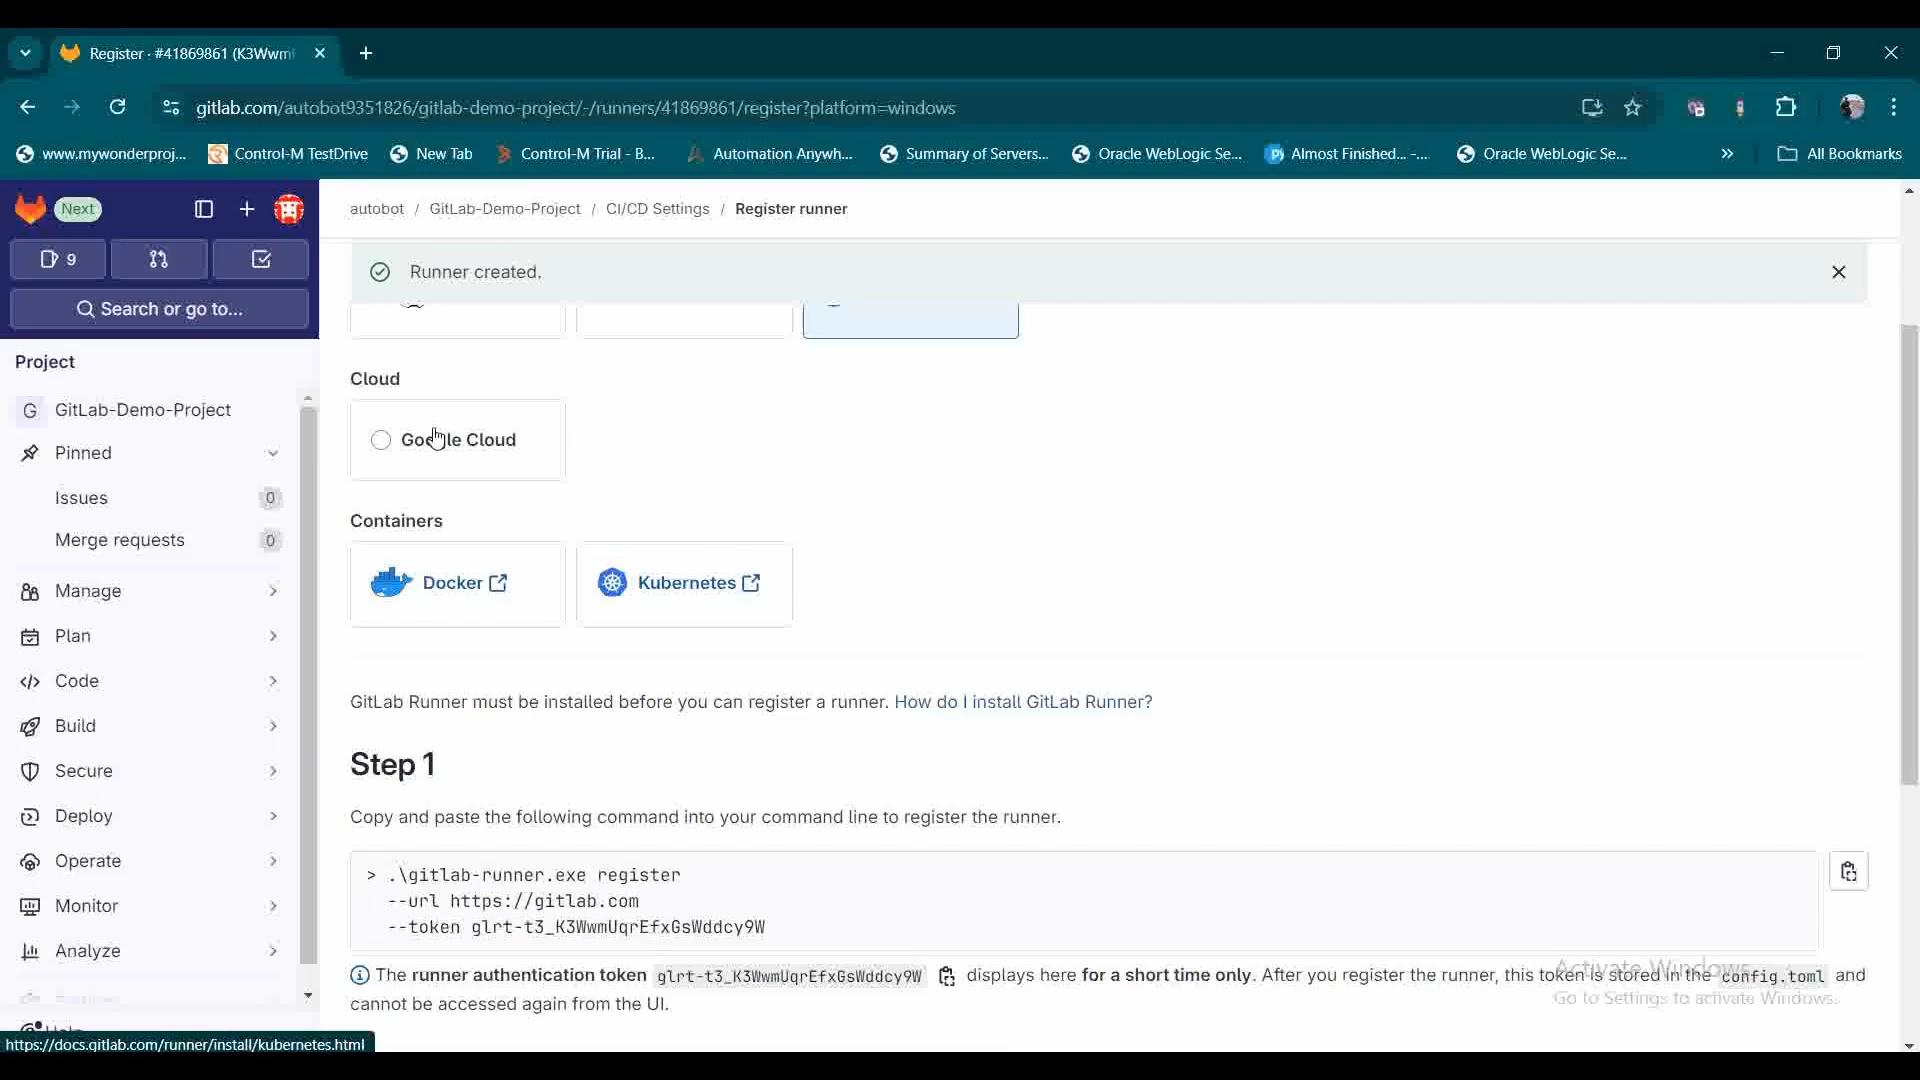 Register · #41869861 (K3Wwm
gitlab.com/autobot9351826/gitlab-demo-project/-/runners/41869861/register?platform=windows
www.mywonderproj... Control-M TestDrive New Tab Control-M Trial - B... Automation Anywh... Summary of Servers... Oracle WebLogic Se... Almost Finished... -... Oracle WebLogic Se... All Bookmarks
Next
9
Search or go to...
Project
G GitLab-Demo-Project
Pinned
Issues 0
Merge requests 0
Manage
Plan
Code
Build
Secure
Deploy
Operate
Monitor
Analyze
Help
https://docs.gitlab.com/runner/install/kubernetes.html
autobot / GitLab-Demo-Project / CI/CD Settings / Register runner
Runner created.
Cloud
Google Cloud
Containers
Docker Kubernetes
GitLab Runner must be installed before you can register a runner. How do I install GitLab Runner?
Step 1
Copy and paste the following command into your command line to register the runner.
> .\gitlab-runner.exe register
--url https://gitlab.com
--token glrt-t3_K3WwmUqrEfxGsWddcy9W
The runner authentication token glrt-t3_K3WwmUqrEfxGsWddcy9W displays here for a short time only. After you register the runner, this token is stored in the config.toml and
cannot be accessed again from the UI.
Activate Windows
Go to Settings to activate Windows.